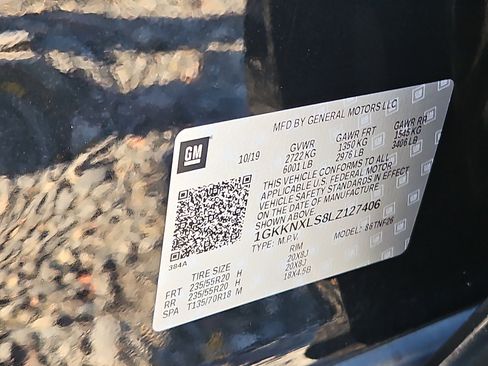 MFD BY GENERAL MOTORS LLC
GM
10/19
GVWR GAWR FRT GAWR RR
2722 KG 1350 KG 1545 KG
6001 LB 2976 LB 3406 LB
THIS VEHICLE CONFORMS TO ALL
APPLICABLE U.S. FEDERAL MOTOR
VEHICLE SAFETY STANDARDS IN EFFECT
ON THE DATE OF MANUFACTURE
SHOWN ABOVE
1GKKNXLS8LZ127406
TYPE: M.P.V. MODEL:
384A
TIRE SIZE RIM
FRT 235/55R20 H 20X8J
RR 235/55R20 H 20X8J
SPA T135/70R18 M 18X4.5B